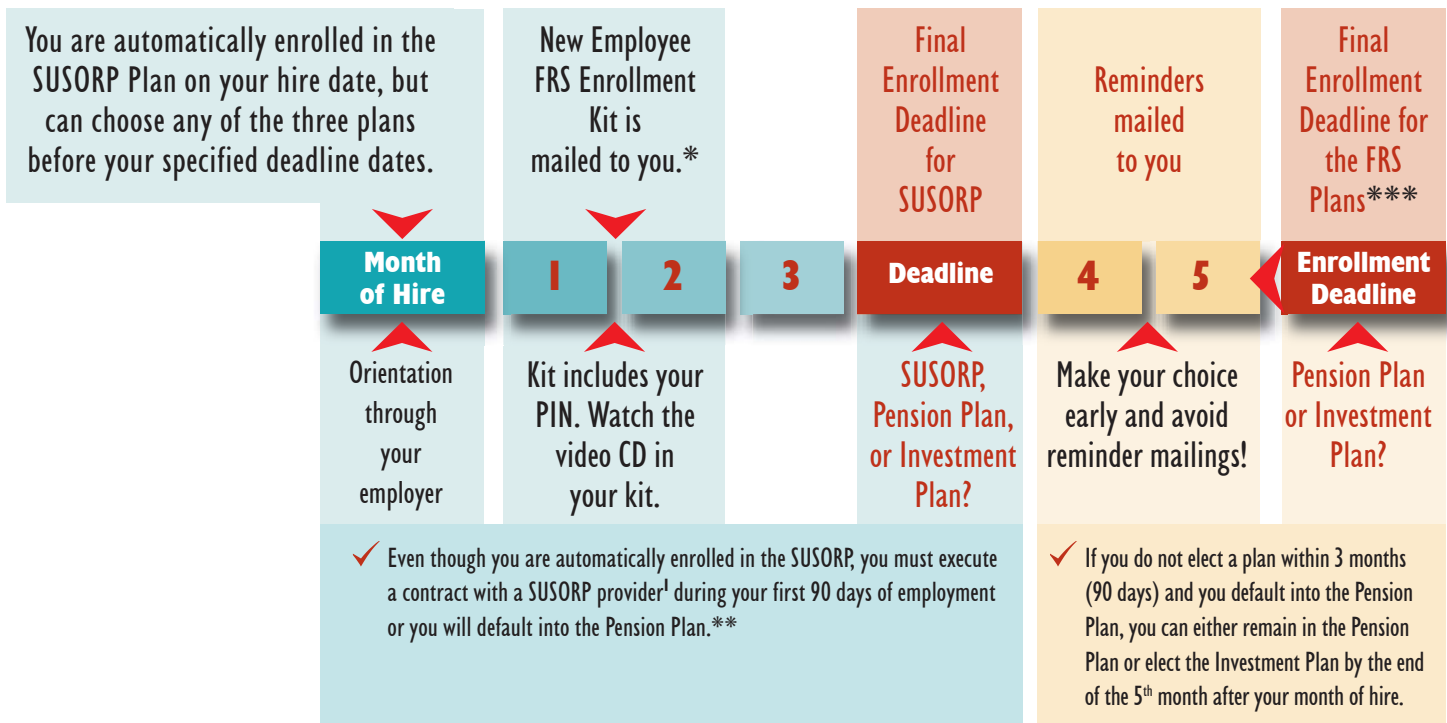 You are automatically enrolled in the
SUSORP Plan on your hire date, but
can choose any of the three plans
before your specified deadline dates.
New Employee
FRS Enrollment
Kit is
mailed to you.*
Final
Enrollment
Deadline
for
SUSORP
Reminders
mailed
to you
Final
Enrollment
Deadline for
the FRS
Plans***
Month
of Hire
1
2
3
Deadline
4
5
Enrollment
Deadline
Orientation
through
your
employer
Kit includes your
PIN. Watch the
video CD in
your kit.
SUSORP,
Pension Plan,
or Investment
Plan?
Make your choice
early and avoid
reminder mailings!
Pension Plan
or Investment
Plan?
✓ Even though you are automatically enrolled in the SUSORP, you must execute
a contract with a SUSORP provider¹ during your first 90 days of employment
or you will default into the Pension Plan.**
✓ If you do not elect a plan within 3 months
(90 days) and you default into the Pension
Plan, you can either remain in the Pension
Plan or elect the Investment Plan by the end
of the 5th month after your month of hire.